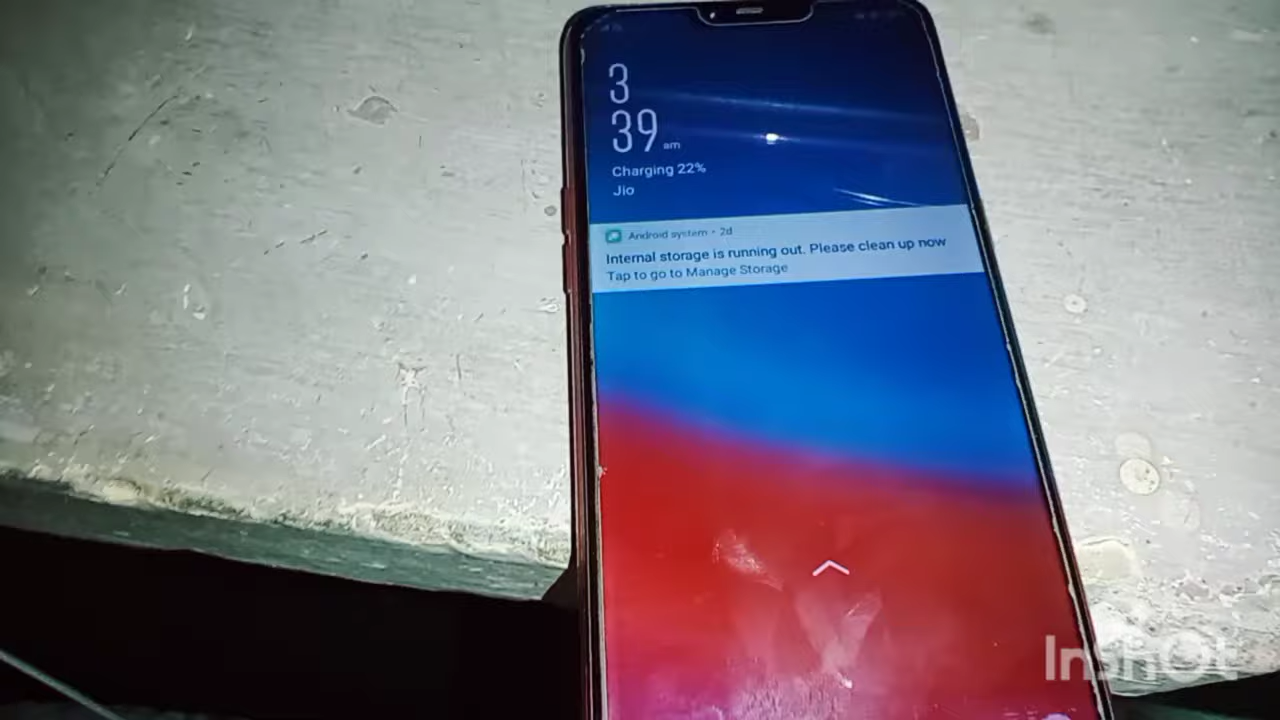 3
39 am
Charging 22%
Jio
Android system • 2d
Internal storage is running out. Please clean up now
Tap to go to Manage Storage
InShOt